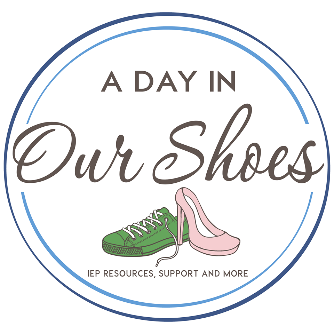 A DAY IN
Our Shoes
IEP RESOURCES, SUPPORT AND MORE